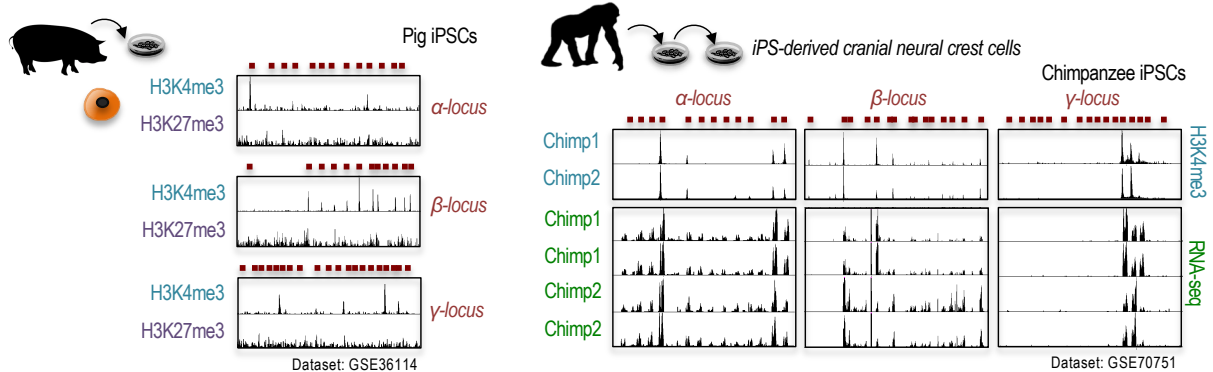 Pig iPSCs
H3K4me3
H3K27me3
α-locus
H3K4me3
H3K27me3
β-locus
H3K4me3
H3K27me3
γ-locus
Dataset: GSE36114
iPS-derived cranial neural crest cells
Chimpanzee iPSCs
α-locus β-locus γ-locus
Chimp1
Chimp2
H3K4me3
Chimp1
Chimp1
Chimp2
Chimp2
RNA-seq
Dataset: GSE70751